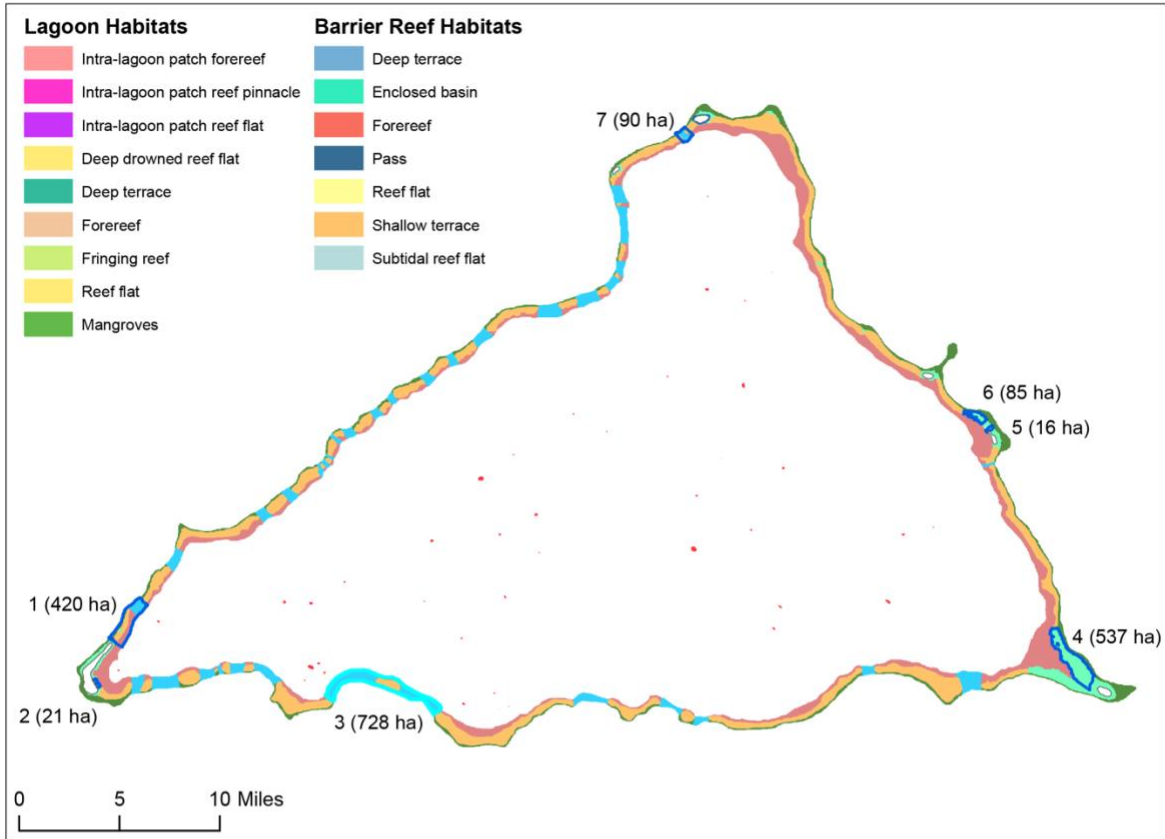 Lagoon Habitats
Intra-lagoon patch forereef
Intra-lagoon patch reef pinnacle
Intra-lagoon patch reef flat
Deep drowned reef flat
Deep terrace
Forereef
Fringing reef
Reef flat
Mangroves
Barrier Reef Habitats
Deep terrace
Enclosed basin
Forereef
Pass
Reef flat
Shallow terrace
Subtidal reef flat
7 (90 ha)
6 (85 ha)
5 (16 ha)
1 (420 ha)
4 (537 ha)
2 (21 ha)
3 (728 ha)
0 5 10 Miles